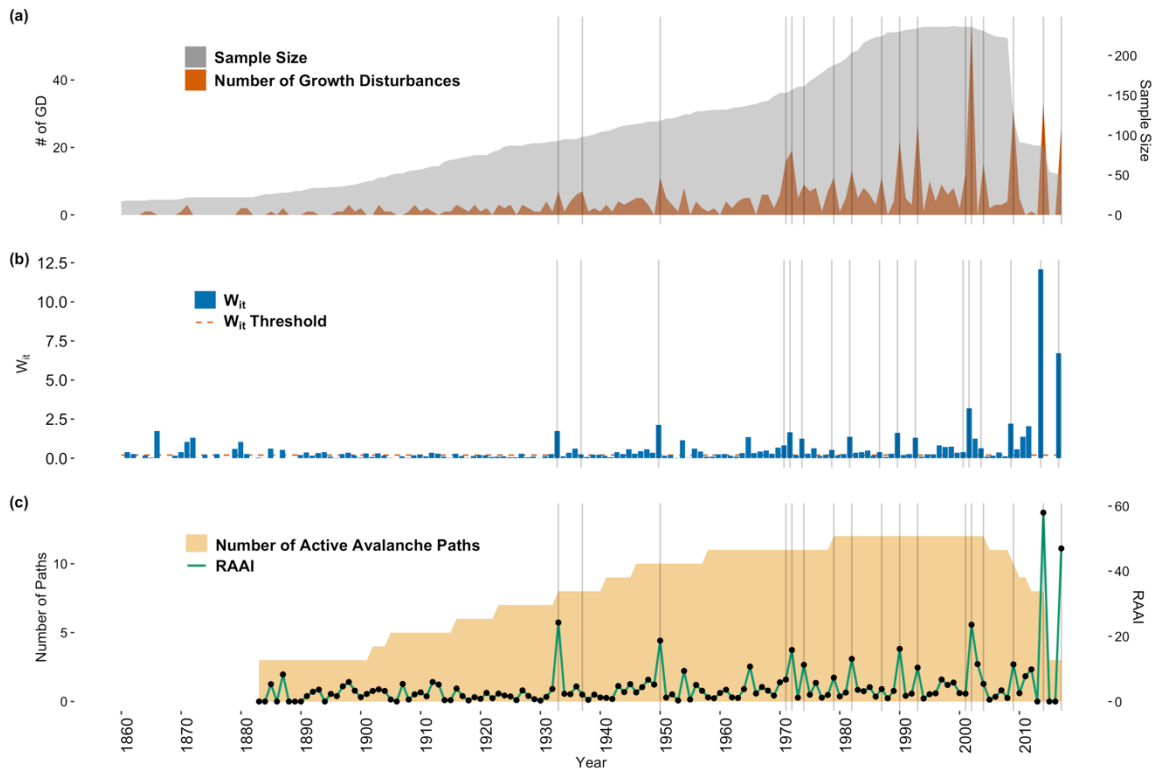 (a)
Sample Size
Number of Growth Disturbances
# of GD
40
20
0
Sample Size
200
150
100
50
0
(b)
12.5
10.0
7.5
5.0
2.5
0.0
Wit
Wit
Wit Threshold
(c)
Number of Active Avalanche Paths
RAAI
Number of Paths
10
5
0
RAAI
60
40
20
0
1860
1870
1880
1890
1900
1910
1920
1930
1940
1950
1960
1970
1980
1990
2000
2010
Year